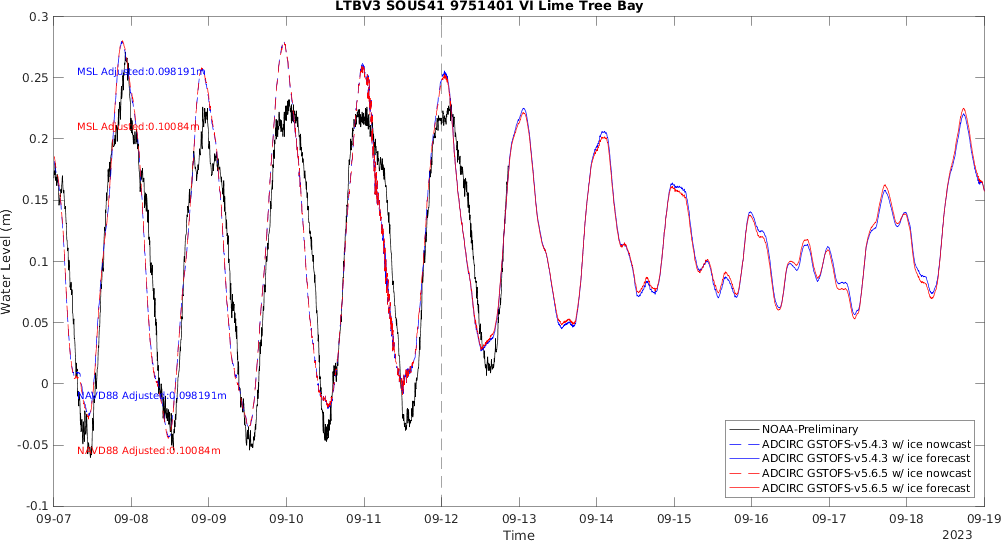 LTBV3 SOUS41 9751401 VI Lime Tree Bay
0.3
0.25
0.2
0.15
0.1
0.05
0
-0.05
-0.1
Water Level (m)
MSL Adjusted:0.098191m
MSL Adjusted:0.10084m
NAVD88 Adjusted:0.098191m
NAVD88 Adjusted:0.10084m
NOAA-Preliminary
ADCIRC GSTOFS-v5.4.3 w/ ice nowcast
ADCIRC GSTOFS-v5.4.3 w/ ice forecast
ADCIRC GSTOFS-v5.6.5 w/ ice nowcast
ADCIRC GSTOFS-v5.6.5 w/ ice forecast
09-07 09-08 09-09 09-10 09-11 09-12 09-13 09-14 09-15 09-16 09-17 09-18 09-19
Time
2023